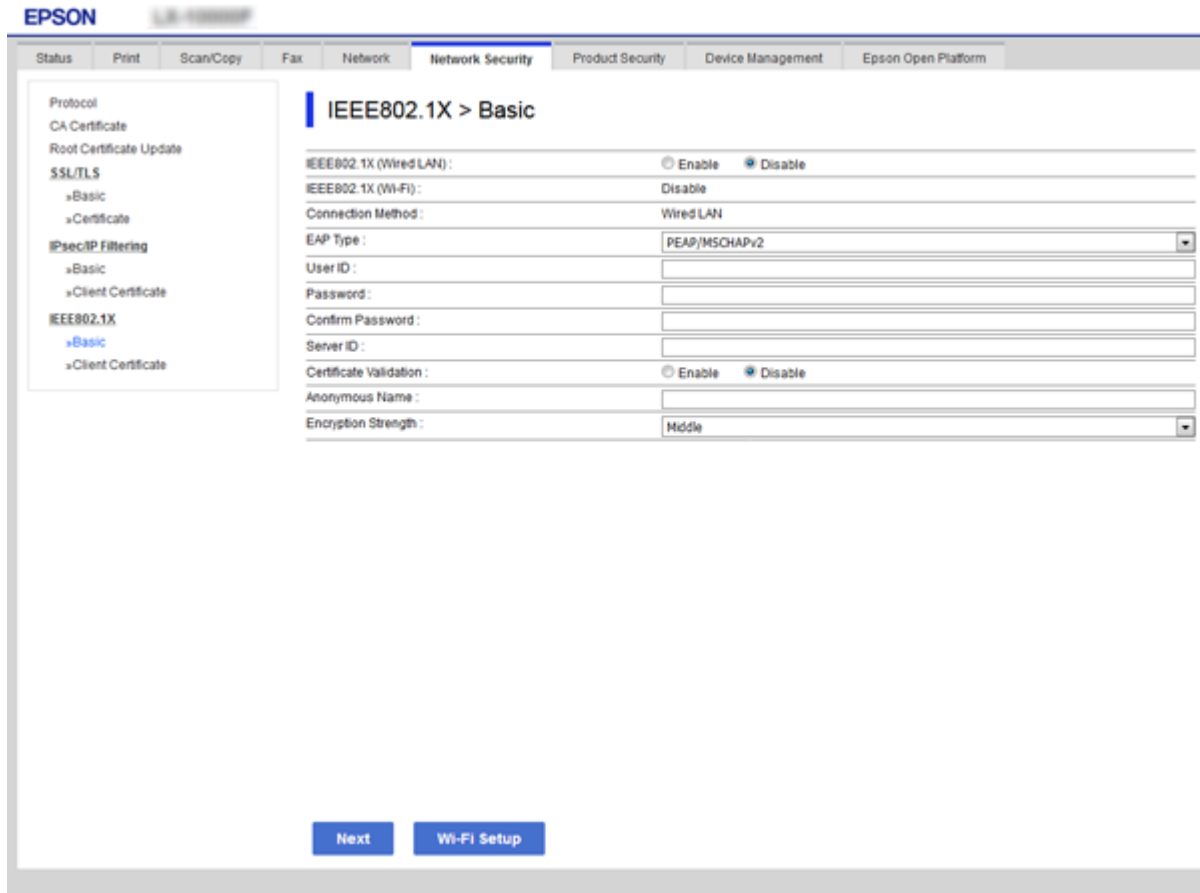 EPSON
Status Print Scan/Copy Fax Network Network Security Product Security Device Management Epson Open Platform
Protocol
CA Certificate
Root Certificate Update
SSL/TLS
»Basic
»Certificate
IPsec/IP Filtering
»Basic
»Client Certificate
IEEE802.1X
»Basic
»Client Certificate
IEEE802.1X > Basic
IEEE802.1X (Wired LAN) : Enable Disable
IEEE802.1X (Wi-Fi) : Disable
Connection Method : Wired LAN
EAP Type : PEAP/MSCHAPv2
User ID :
Password :
Confirm Password :
Server ID :
Certificate Validation : Enable Disable
Anonymous Name :
Encryption Strength : Middle
Next Wi-Fi Setup